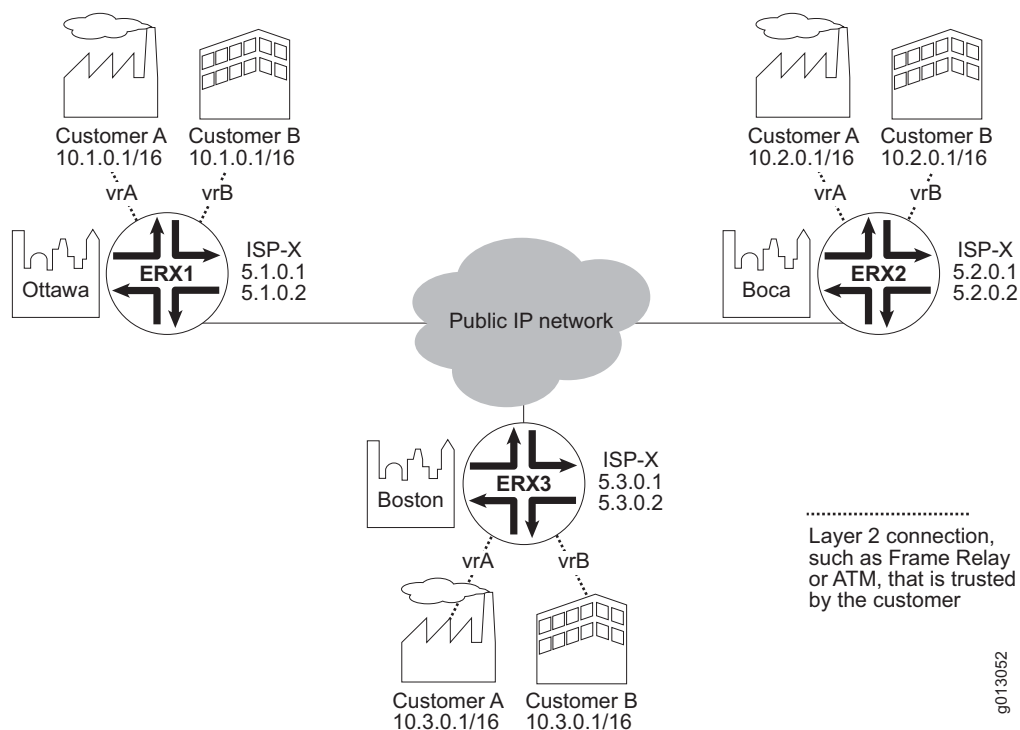 Customer A
10.1.0.1/16
Customer B
10.1.0.1/16
vrA
vrB
Ottawa
ERX1
ISP-X
5.1.0.1
5.1.0.2
Customer A
10.2.0.1/16
Customer B
10.2.0.1/16
vrA
vrB
Boca
ERX2
ISP-X
5.2.0.1
5.2.0.2
Public IP network
Boston
ERX3
ISP-X
5.3.0.1
5.3.0.2
vrA
vrB
Customer A
10.3.0.1/16
Customer B
10.3.0.1/16
Layer 2 connection,
such as Frame Relay
or ATM, that is trusted
by the customer
g013052